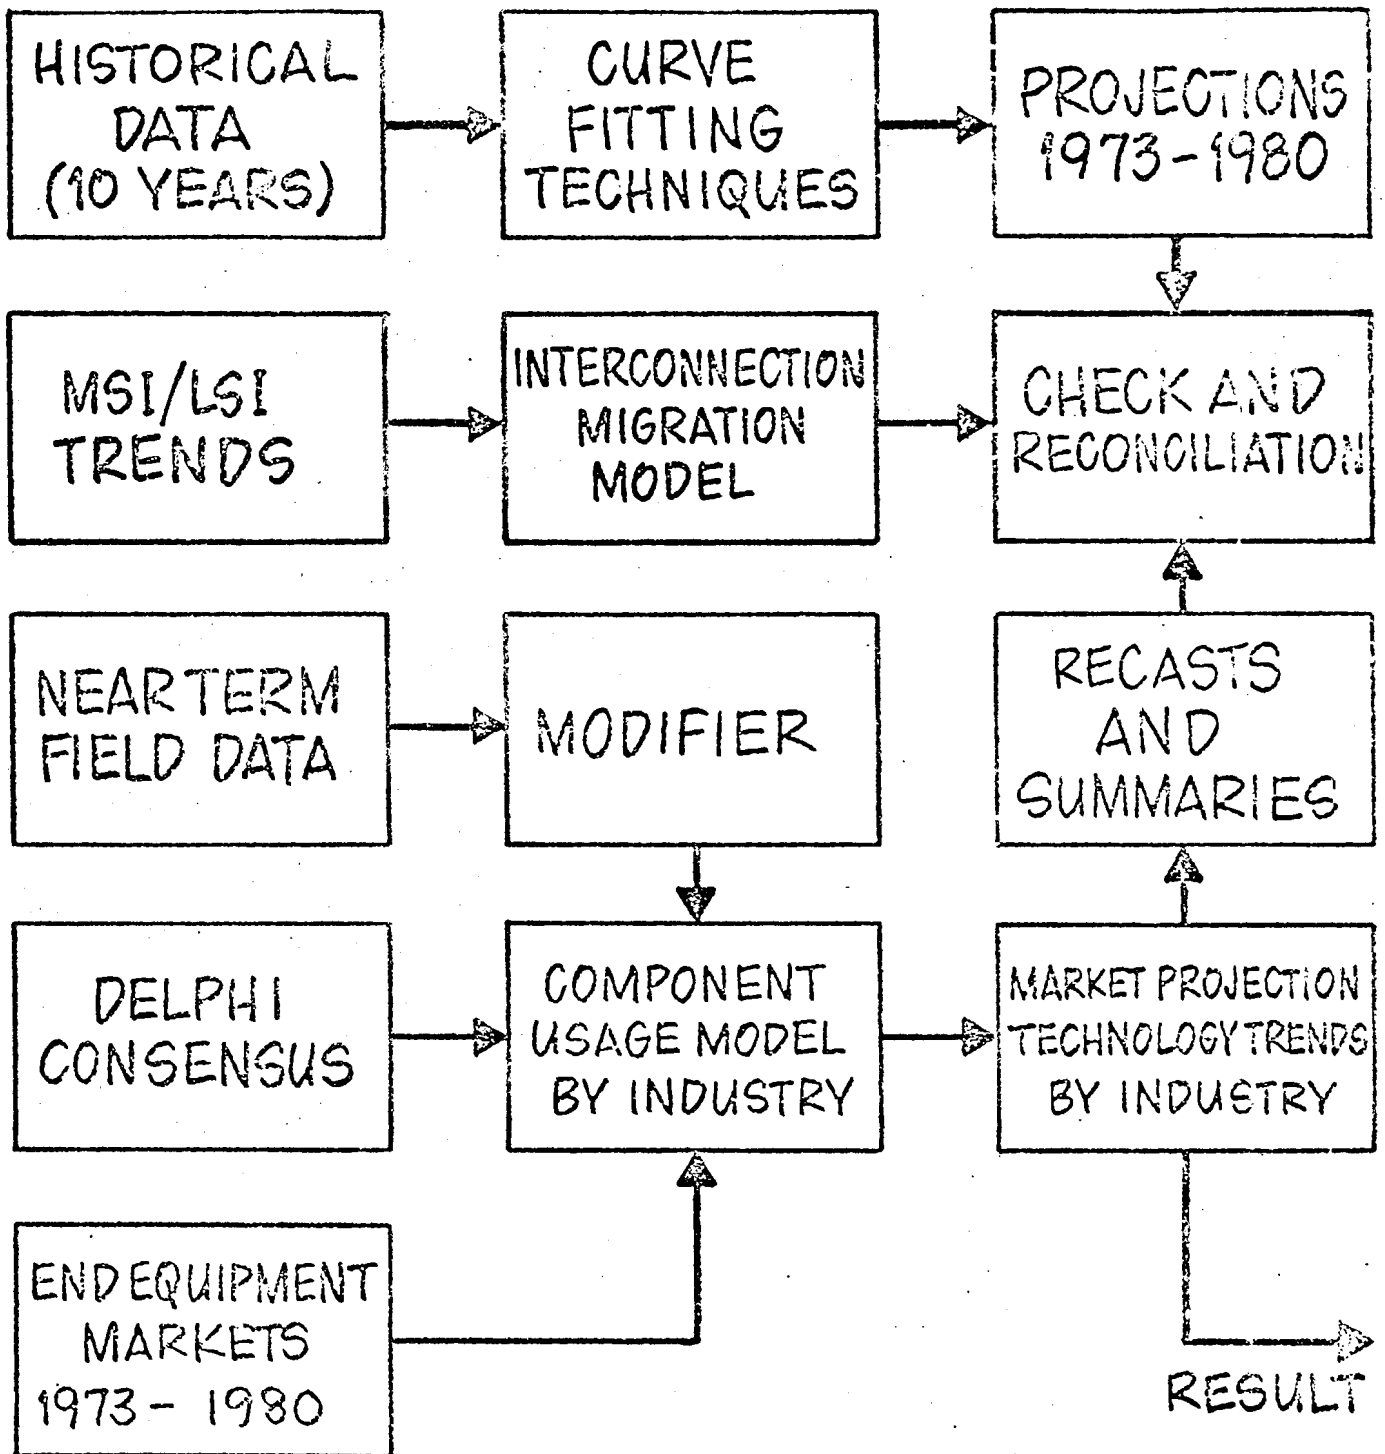 HISTORICAL
DATA
(10 YEARS)
CURVE
FITTING
TECHNIQUES
PROJECTIONS
1973-1980
MSI/LSI
TRENDS
INTERCONNECTION
MIGRATION
MODEL
CHECK AND
RECONCILIATION
NEAR TERM
FIELD DATA
MODIFIER
RECASTS
AND
SUMMARIES
DELPHI
CONSENSUS
COMPONENT
USAGE MODEL
BY INDUSTRY
MARKET PROJECTION
TECHNOLOGY TRENDS
BY INDUSTRY
END EQUIPMENT
MARKETS
1973- 1980
RESULT